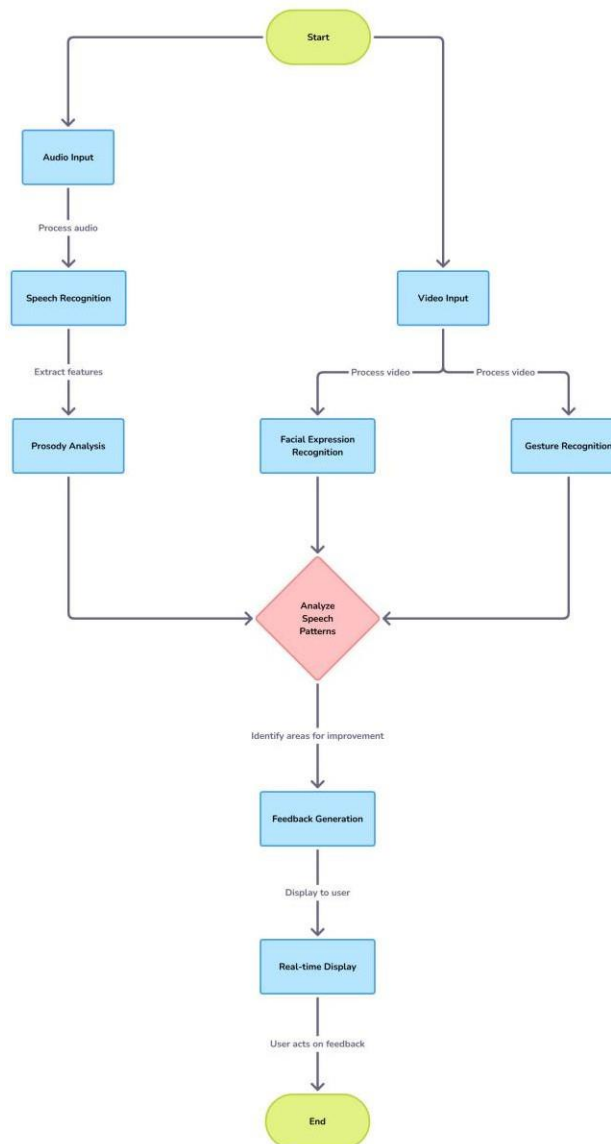 Start
Audio Input
Process audio
Speech Recognition
Video Input
Extract features
Process video
Process video
Prosody Analysis
Facial Expression
Recognition
Gesture Recognition
Analyze
Speech
Patterns
Identify areas for improvement
Feedback Generation
Display to user
Real-time Display
User acts on feedback
End